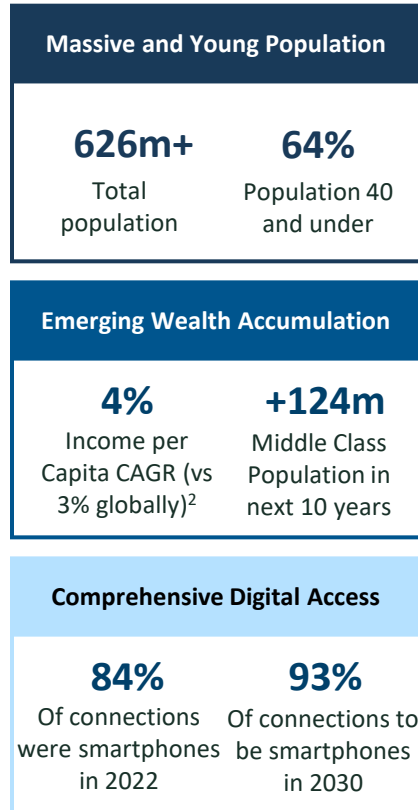 Massive and Young Population
626m+
Total
population
64%
Population 40
and under
Emerging Wealth Accumulation
4%
Income per
Capita CAGR (vs
3% globally)²
+124m
Middle Class
Population in
next 10 years
Comprehensive Digital Access
84%
Of connections
were smartphones
in 2022
93%
Of connections to
be smartphones
in 2030